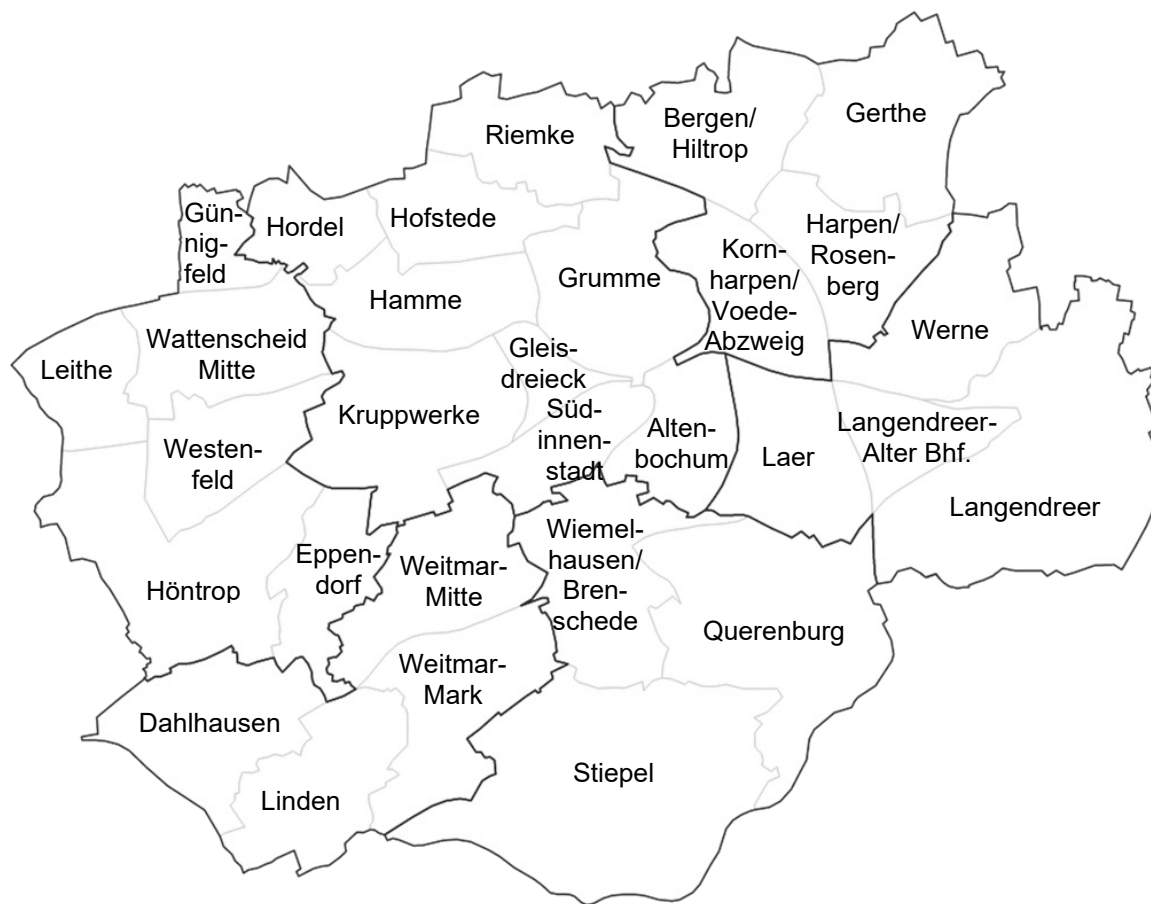 Gerthe
Bergen/
Hiltrop
Riemke
Gün-
nig-
feld
Hordel
Hofstede
Harpen/
Rosen-
berg
Korn-
harpen/
Voede-
Abzweig
Grumme
Hamme
Wattenscheid
Mitte
Leithe
Werne
Gleis-
dreieck
Kruppwerke
Süd-
innen-
stadt
Alten-
bochum
Laer
Langendreer-
Alter Bhf.
Westen-
feld
Langendreer
Höntrop
Eppen-
dorf
Weitmar-
Mitte
Wiemel-
hausen/
Bren-
schede
Querenburg
Weitmar-
Mark
Dahlhausen
Linden
Stiepel